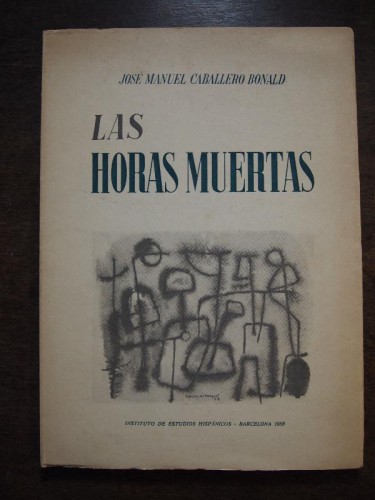 JOSÉ MANUEL CABALLERO BONALD
LAS
HORAS MUERTAS
INSTITUTO DE ESTUDIOS HISPÁNICOS - BARCELONA 1959